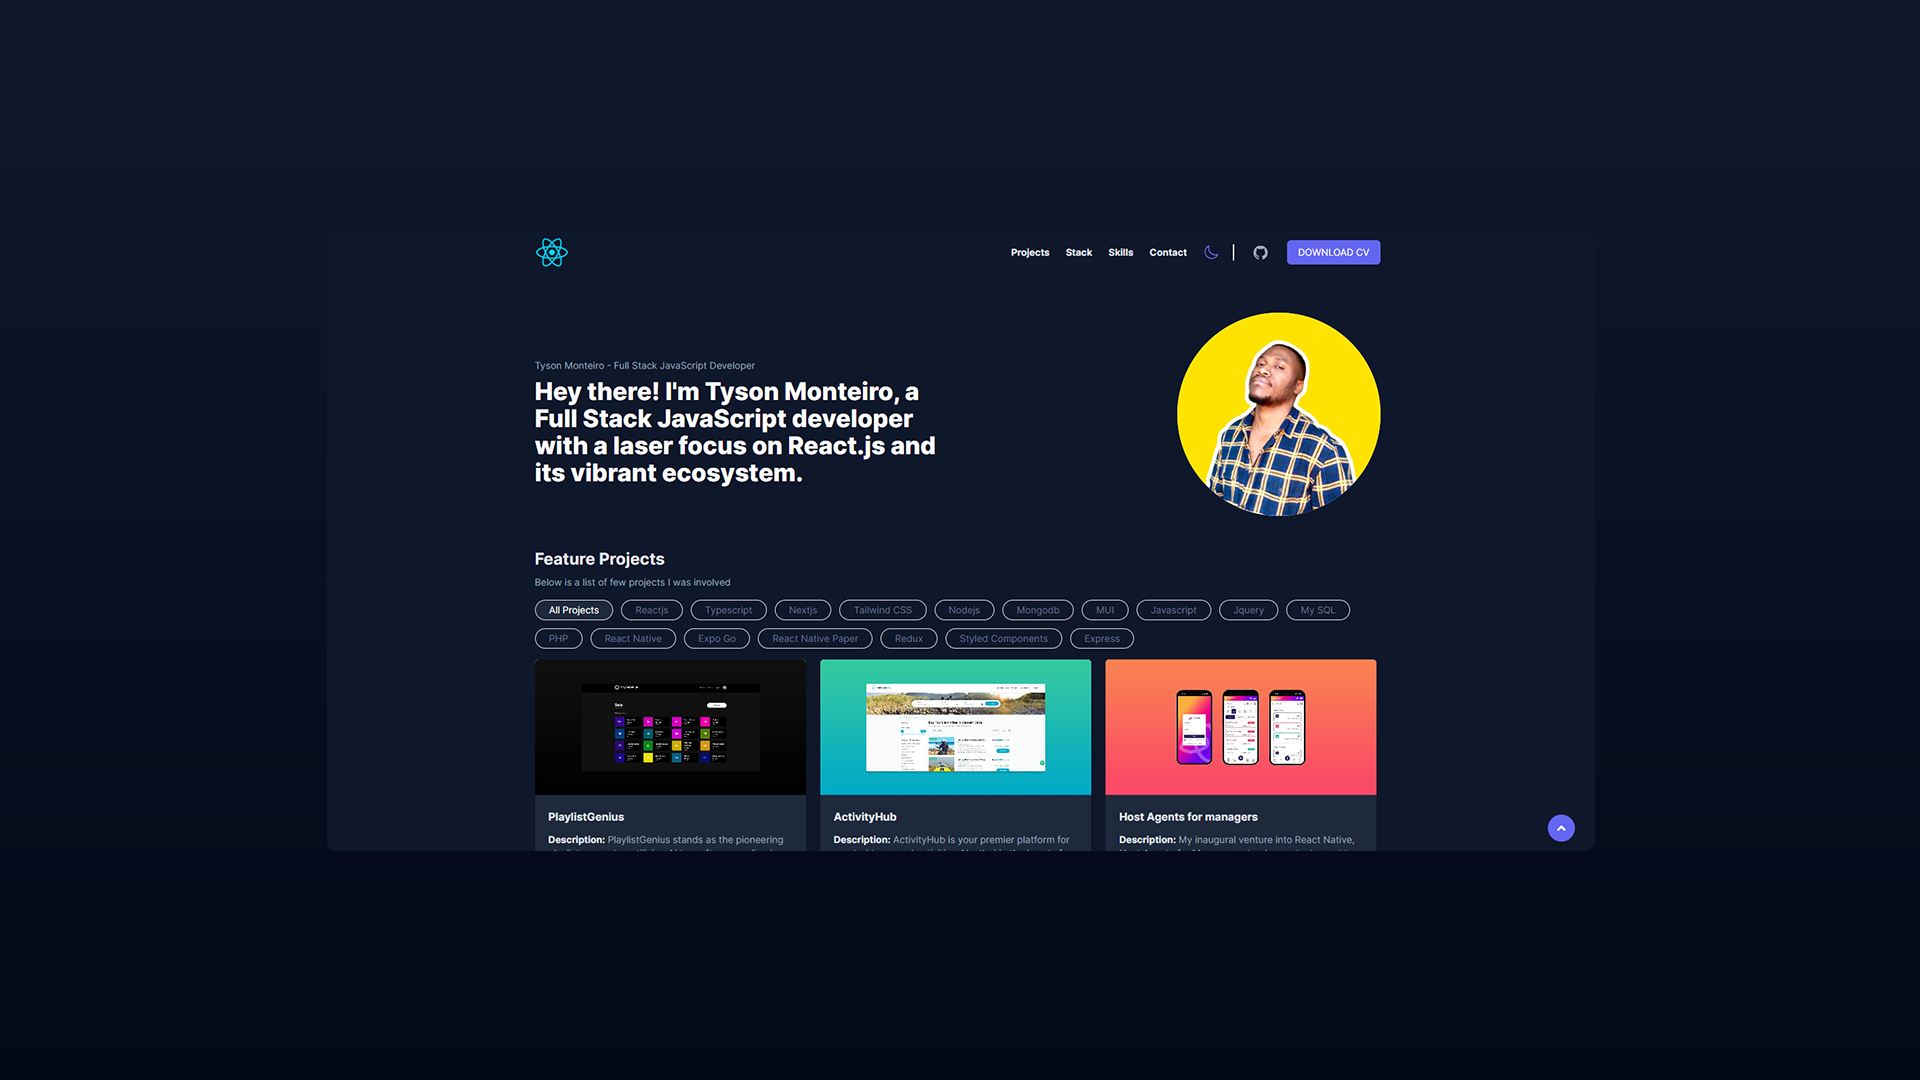 Projects Stack Skills Contact DOWNLOAD CV
Tyson Monteiro - Full Stack JavaScript Developer
Hey there! I'm Tyson Monteiro, a
Full Stack JavaScript developer
with a laser focus on React.js and
its vibrant ecosystem.
Feature Projects
Below is a list of few projects I was involved
All Projects Reactjs Typescript Nextjs Tailwind CSS Nodejs Mongodb MUI Javascript Jquery My SQL
PHP React Native Expo Go React Native Paper Redux Styled Components Express
PlaylistGenius
Description: PlaylistGenius stands as the pioneering
ActivityHub
Description: ActivityHub is your premier platform for
Host Agents for managers
Description: My inaugural venture into React Native,